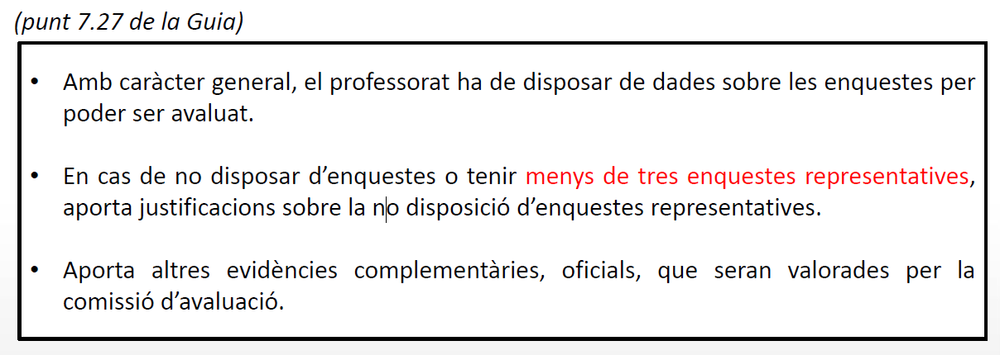 (punt 7.27 de la Guia)
• Amb caràcter general, el professorat ha de disposar de dades sobre les enquestes per
poder ser avaluat.
• En cas de no disposar d’enquestes o tenir menys de tres enquestes representatives,
aporta justificacions sobre la no disposició d’enquestes representatives.
• Aporta altres evidències complementàries, oficials, que seran valorades per la
comissió d’avaluació.